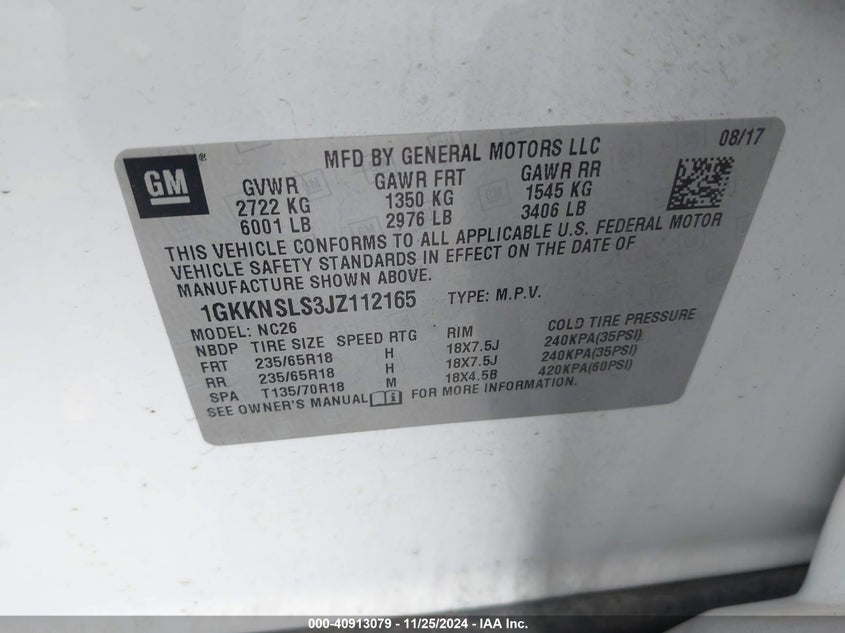 GM ®
MFD BY GENERAL MOTORS LLC 08/17
GVWR GAWR FRT GAWR RR
2722 KG 1350 KG 1545 KG
6001 LB 2976 LB 3406 LB
THIS VEHICLE CONFORMS TO ALL APPLICABLE U.S. FEDERAL MOTOR
VEHICLE SAFETY STANDARDS IN EFFECT ON THE DATE OF
MANUFACTURE SHOWN ABOVE.
1GKKNSLS3JZ112165 TYPE: M.P.V.
MODEL: NC26
NBDP TIRE SIZE SPEED RTG RIM COLD TIRE PRESSURE
FRT 235/65R18 H 18X7.5J 240KPA(35PSI)
RR 235/65R18 H 18X7.5J 240KPA(35PSI)
SPA T135/70R18 M 18X4.5B 420KPA(60PSI)
SEE OWNER'S MANUAL i FOR MORE INFORMATION.
000-40913079 - 11/25/2024 - IAA Inc.